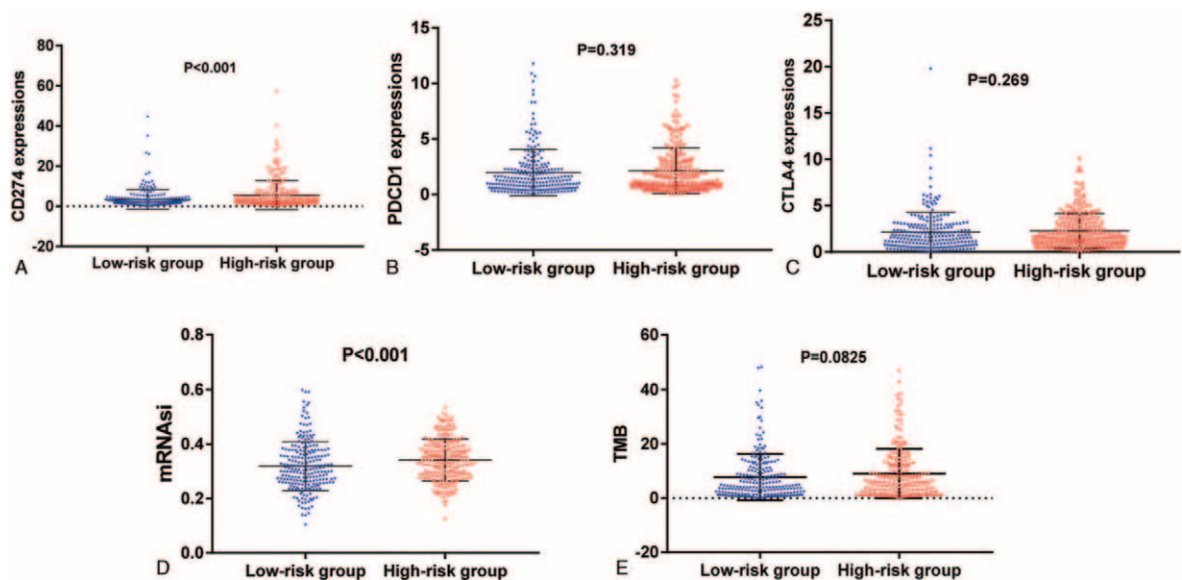 80
60
40
20
0
-20
CD274 expressions
P<0.001
Low-risk group High-risk group
A
15
10
5
0
-5
PDCD1 expressions
P=0.319
Low-risk group High-risk group
B
25
20
15
10
5
0
CTLA4 expressions
P=0.269
Low-risk group High-risk group
C
0.8
0.6
0.4
0.2
0.0
mRNAsi
P<0.001
Low-risk group High-risk group
D
60
40
20
0
-20
TMB
P=0.0825
Low-risk group High-risk group
E